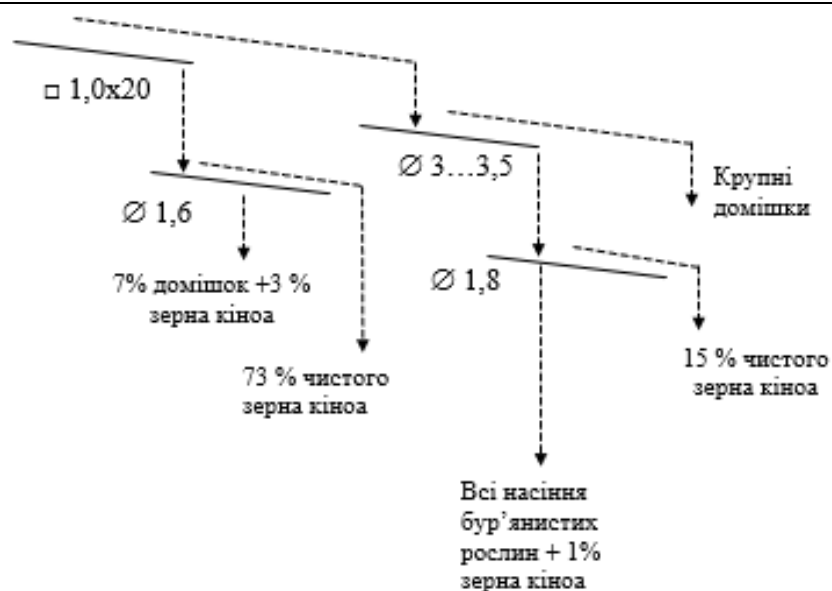 □ 1,0х20
∅ 3...3,5
Крупні
домішки
∅ 1,6
∅ 1,8
7% домішок +3 %
зерна кіноа
73 % чистого
зерна кіноа
15 % чистого
зерна кіноа
Всі насіння
бур’янистих
рослин + 1%
зерна кіноа